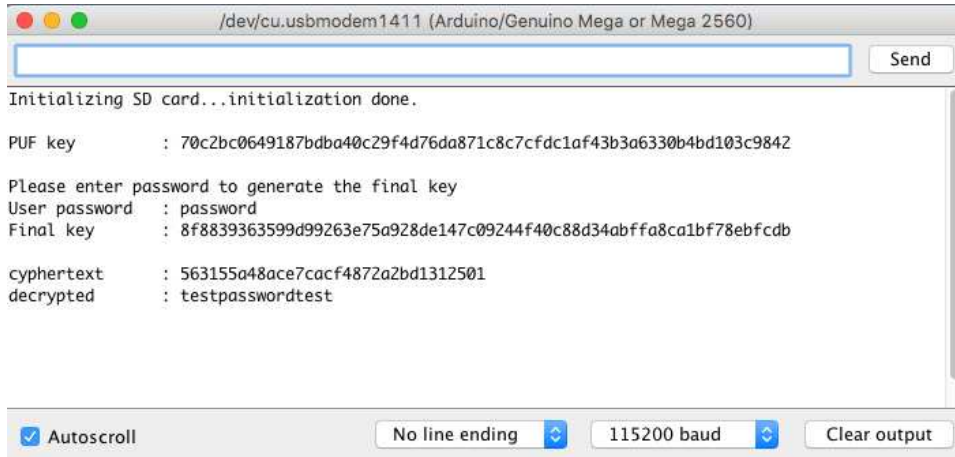 /dev/cu.usbmodem1411 (Arduino/Genuino Mega or Mega 2560)
Send
Initializing SD card...initialization done.
PUF key : 70c2bc0649187bdba40c29f4d76da871c8c7cfdc1af43b3a6330b4bd103c9842
Please enter password to generate the final key
User password : password
Final key : 8f8839363599d99263e75a928de147c09244f40c88d34abffa8ca1bf78ebfcdb
cyphertext : 563155a48ace7cacf4872a2bd1312501
decrypted : testpasswordtest
Autoscroll No line ending 115200 baud Clear output